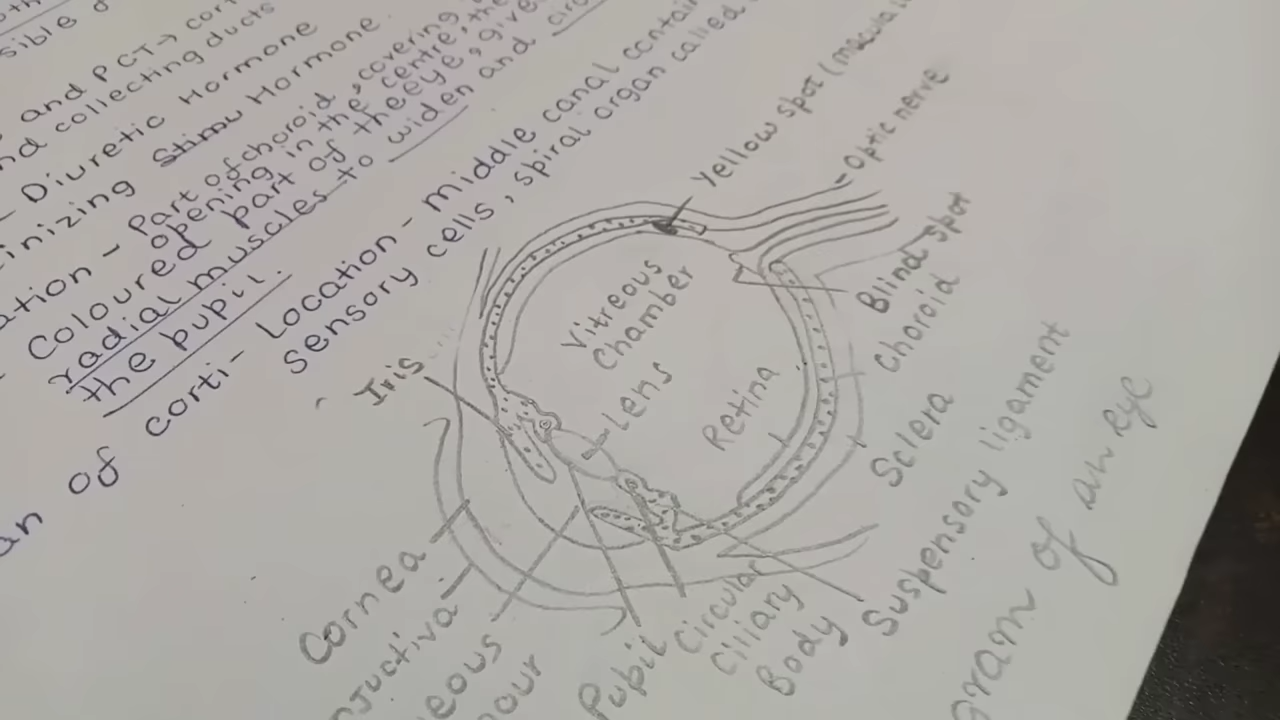 sible
and PCT → cort
nd collecting ducts
- Diuretic Hormone
inizing Stimu Hormone
ation - Part of choroid, covering
opening in the centre, the
Coloured part of the eye, give
radial muscles to widen and circ
the pupil.
an of corti - Location - middle canal contain
sensory cells, spiral organ called
Yellow spot (macula
Optic nerve
Blind spot
Choroid
Sclera
Suspensory ligament
Vitreous
Chamber
Lens
Retina
Iris
Cornea
njuctiva
eous
mour
Pupil
Circular
Ciliary
Body
gram of an eye